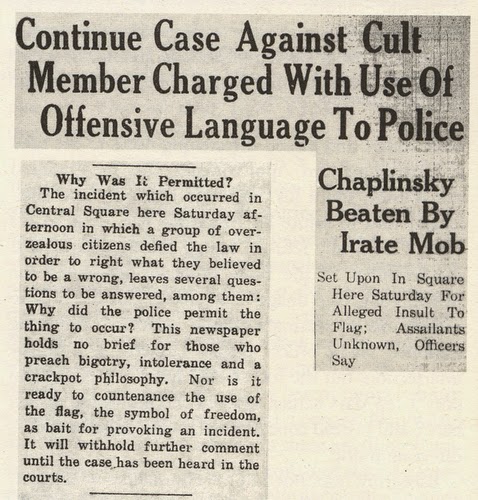 Continue Case Against Cult
Member Charged With Use Of
Offensive Language To Police
Why Was It Permitted?
The incident which occurred in
Central Square here Saturday af-
ternoon in which a group of over-
zealous citizens defied the law in
order to right what they believed
to be a wrong, leaves several ques-
tions to be answered, among them:
Why did the police permit the
thing to occur? This newspaper
holds no brief for those who
preach bigotry, intolerance and a
crackpot philosophy. Nor is it
ready to countenance the use of
the flag, the symbol of freedom,
as bait for provoking an incident.
It will withhold further comment
until the case has been heard in the
courts.
Chaplinsky
Beaten By
Irate Mob
Set Upon In Square
Here Saturday For
Alleged Insult To
Flag; Assailants
Unknown, Officers
Say